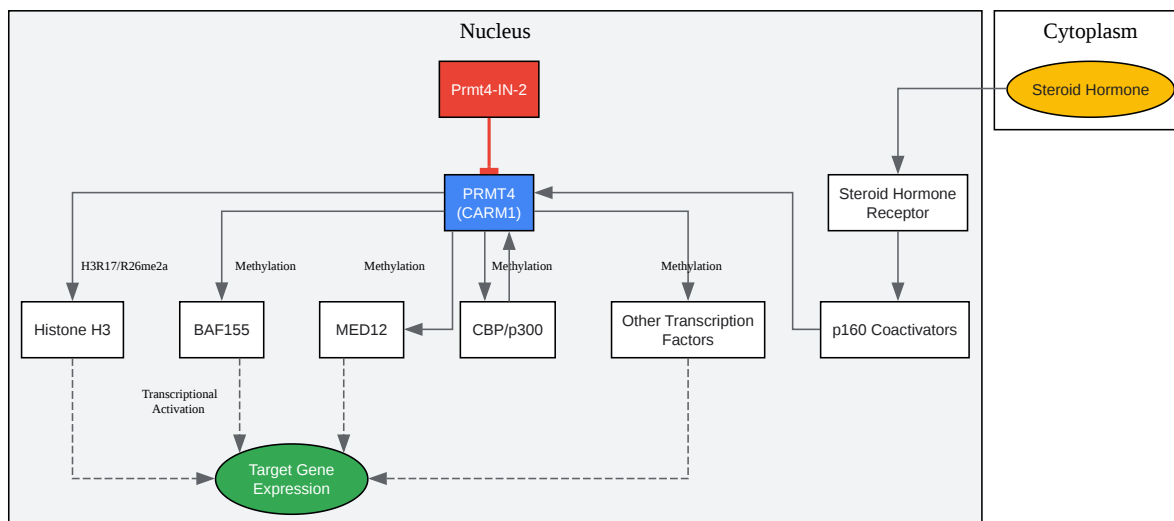 Nucleus
Cytoplasm
Prmt4-IN-2
Steroid Hormone
PRMT4
(CARM1)
Steroid Hormone
Receptor
H3R17/R26me2a
Methylation
Methylation
Methylation
Methylation
Histone H3
BAF155
MED12
CBP/p300
Other Transcription
Factors
p160 Coactivators
Transcriptional
Activation
Target Gene
Expression